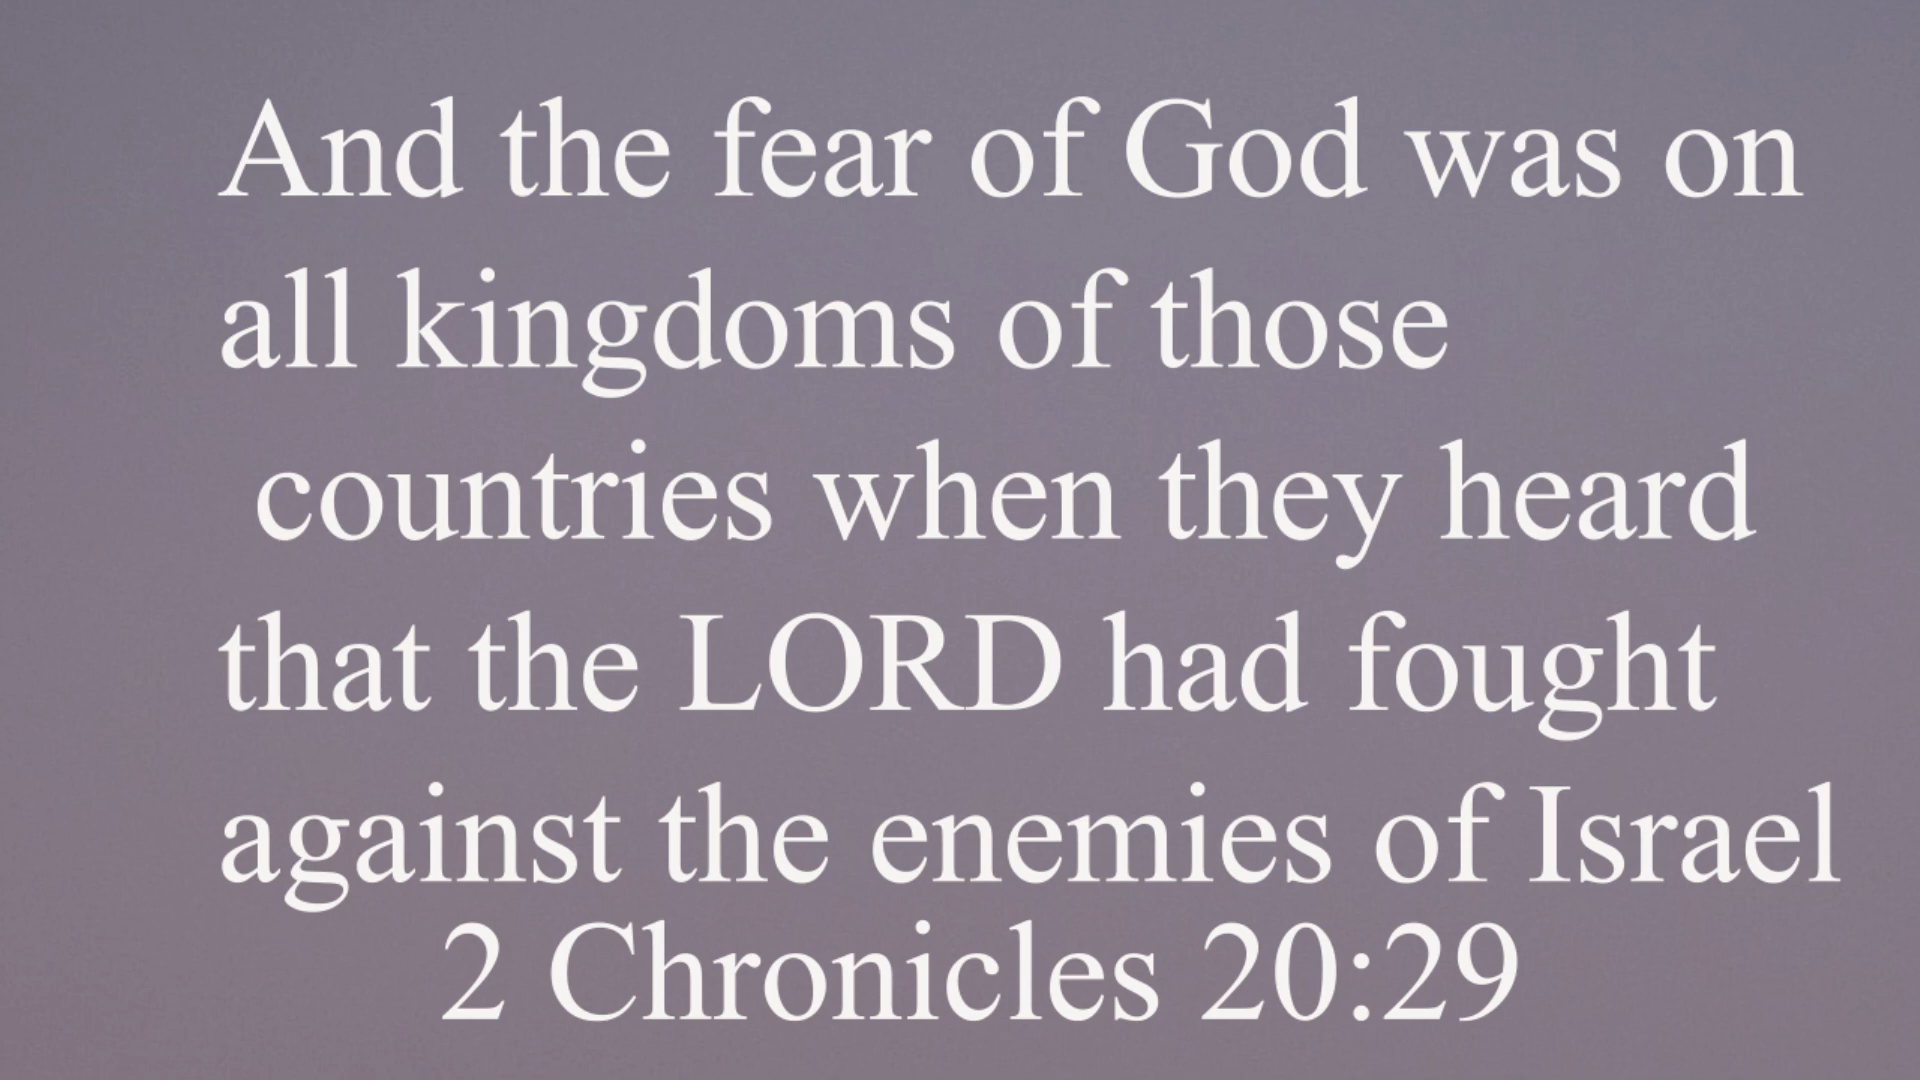 And the fear of God was on
all kingdoms of those
countries when they heard
that the LORD had fought
against the enemies of Israel
2 Chronicles 20:29